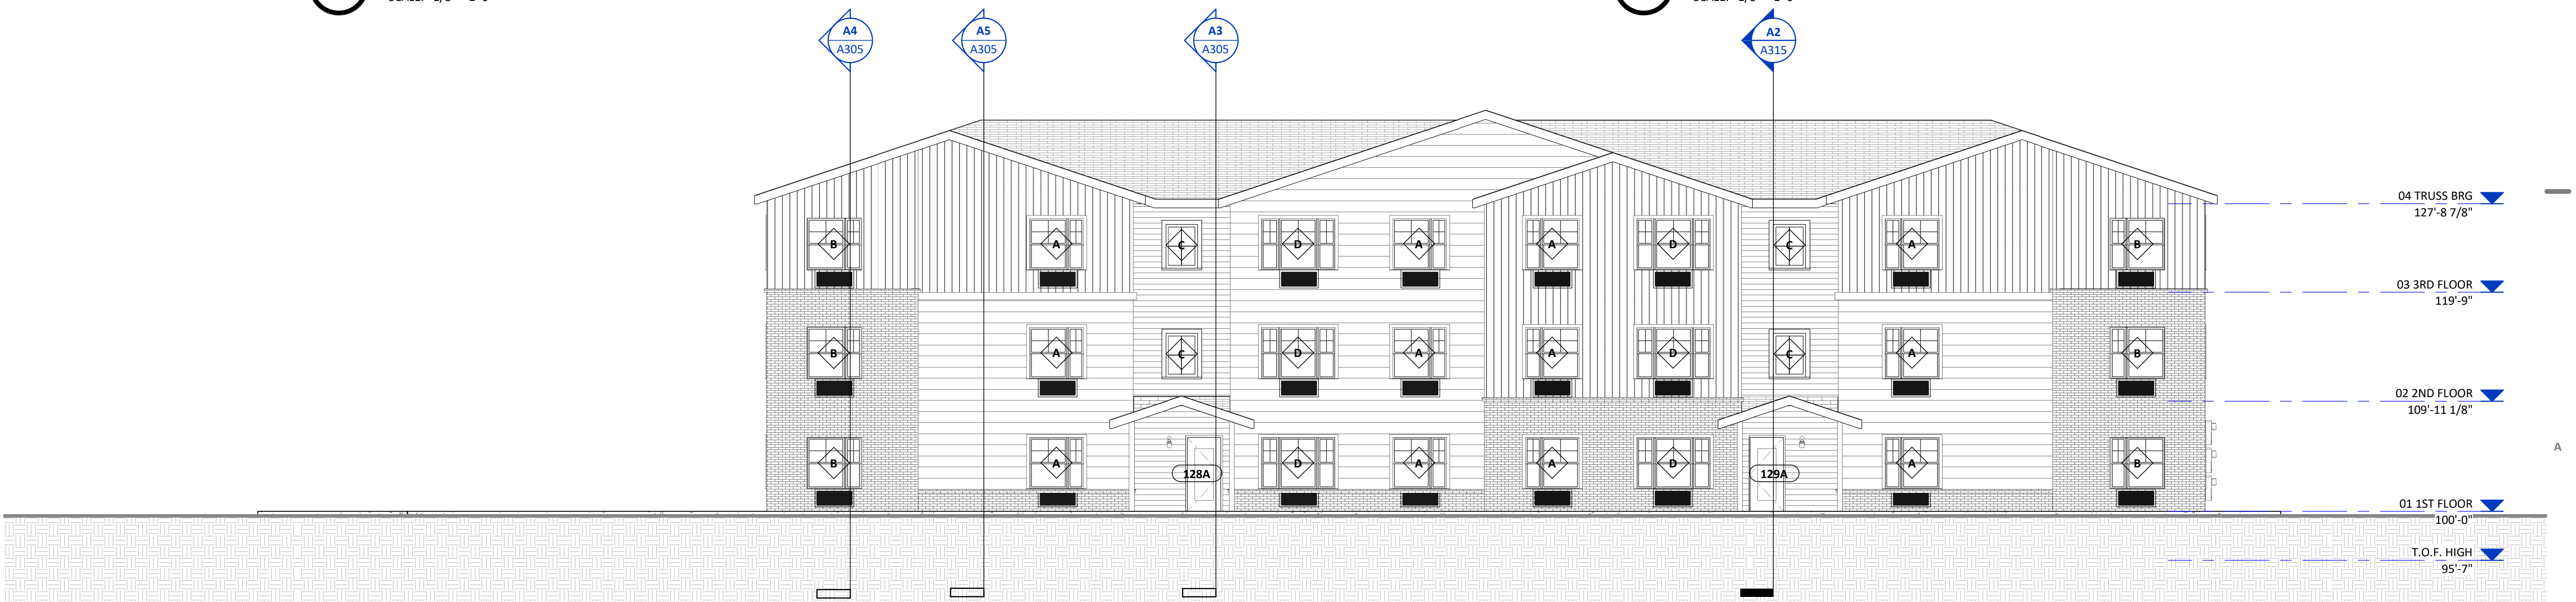 A4
A305
A5
A305
A3
A305
A2
A315
04 TRUSS BRG
127'-8 7/8"
B
A
C
D
A
A
D
C
A
B
03 3RD FLOOR
119'-9"
B
A
C
D
A
A
D
C
A
B
02 2ND FLOOR
109'-11 1/8"
A
B
A
128A
D
A
A
D
129A
A
B
01 1ST FLOOR
100'-0"
T.O.F. HIGH
95'-7"